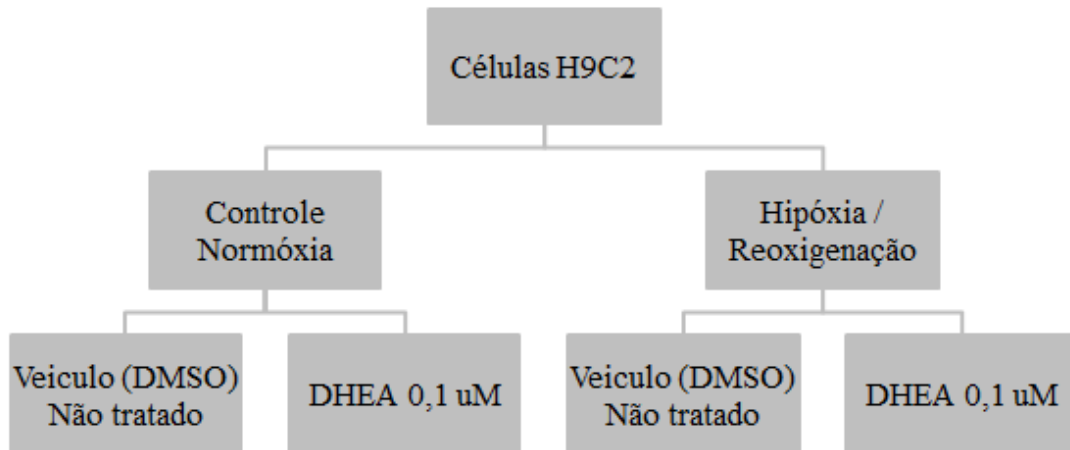 Células H9C2
Controle
Normóxia
Hipóxia /
Reoxigenação
Veiculo (DMSO)
Não tratado
DHEA 0,1 uM
Veiculo (DMSO)
Não tratado
DHEA 0,1 uM